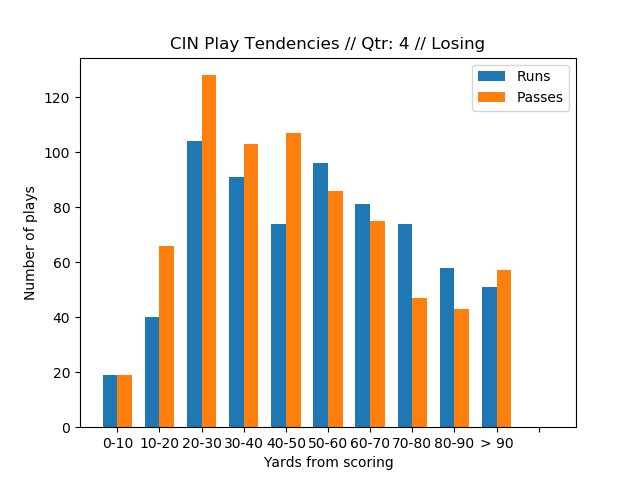 CIN Play Tendencies // Qtr: 4 // Losing
Runs
Passes
120
100
80
60
40
20
0
Number of plays
0-10 10-20 20-30 30-40 40-50 50-60 60-70 70-80 80-90 > 90
Yards from scoring